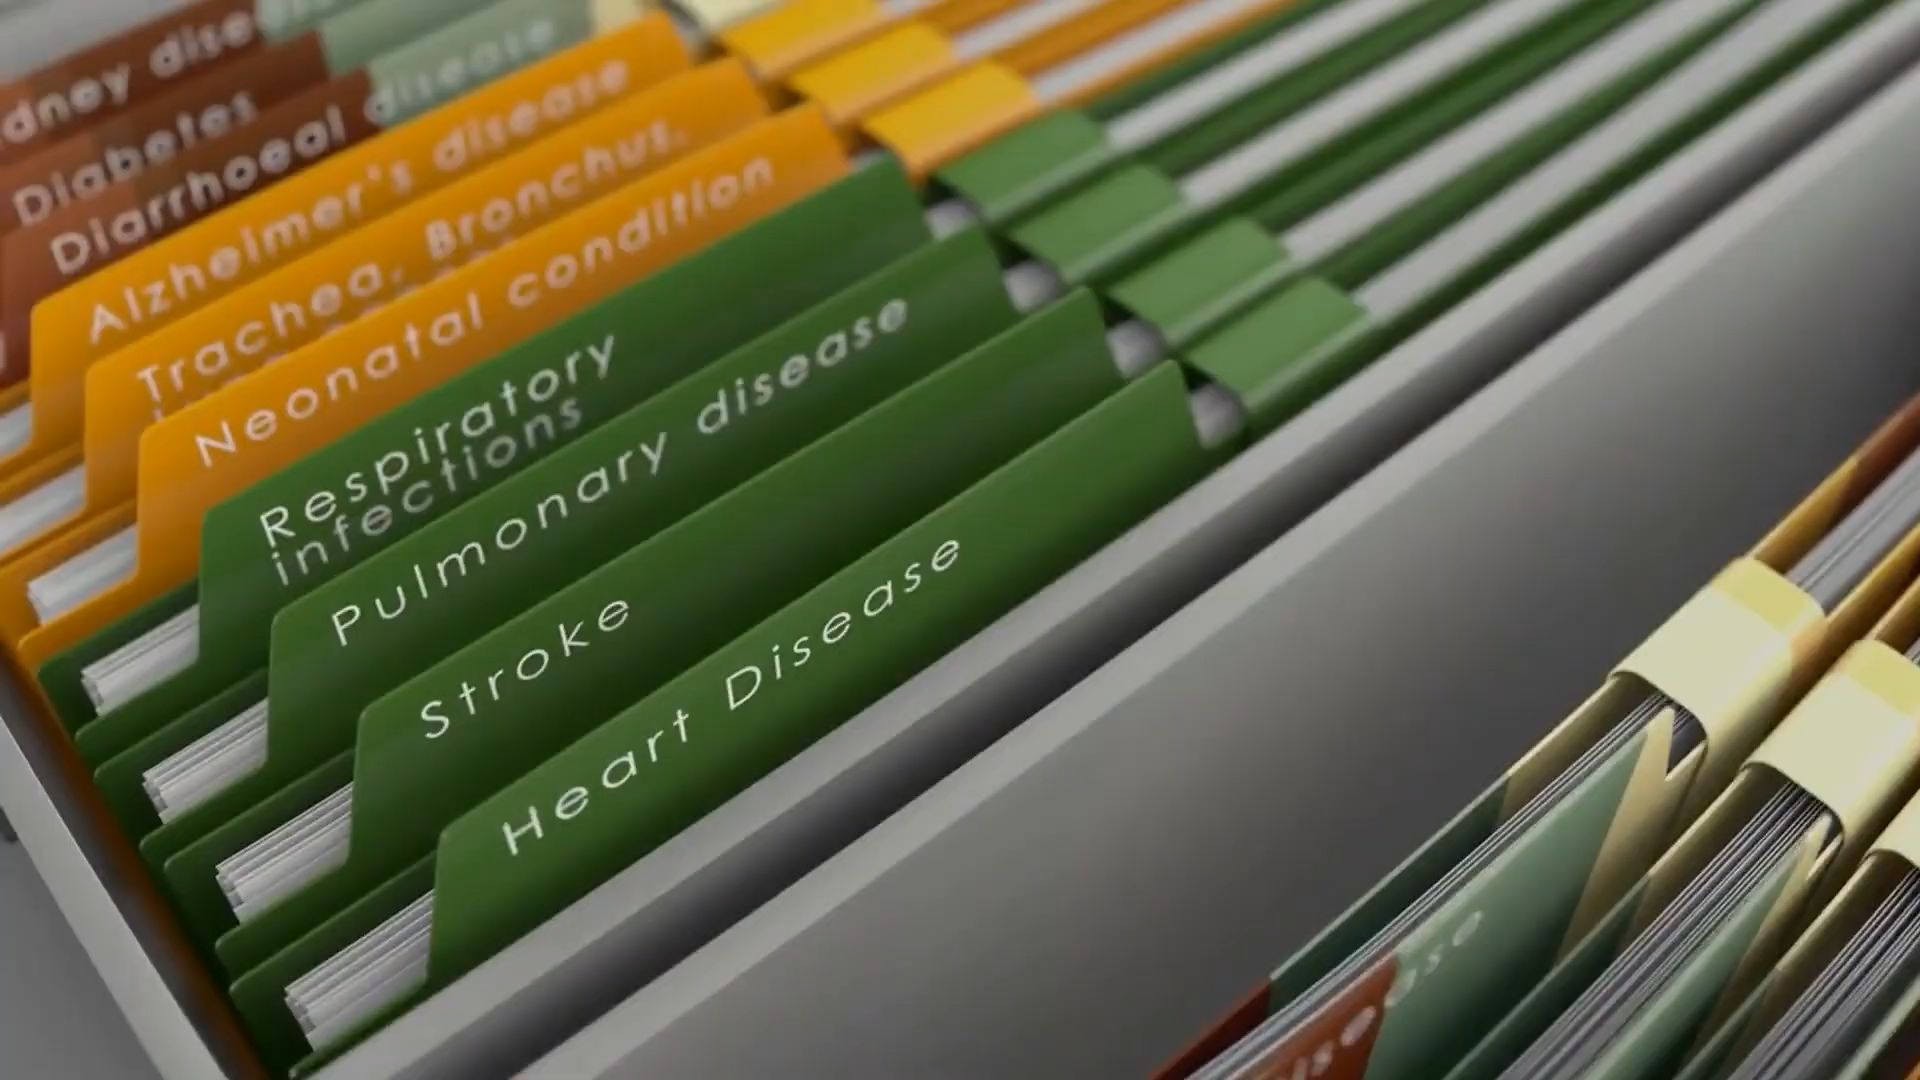 dney dise
Diabetes
Diarrhoeal disease
Alzheimer's disease
Trachea, Bronchus,
Neonatal condition
Respiratory
infections
Pulmonary disease
Stroke
Heart Disease